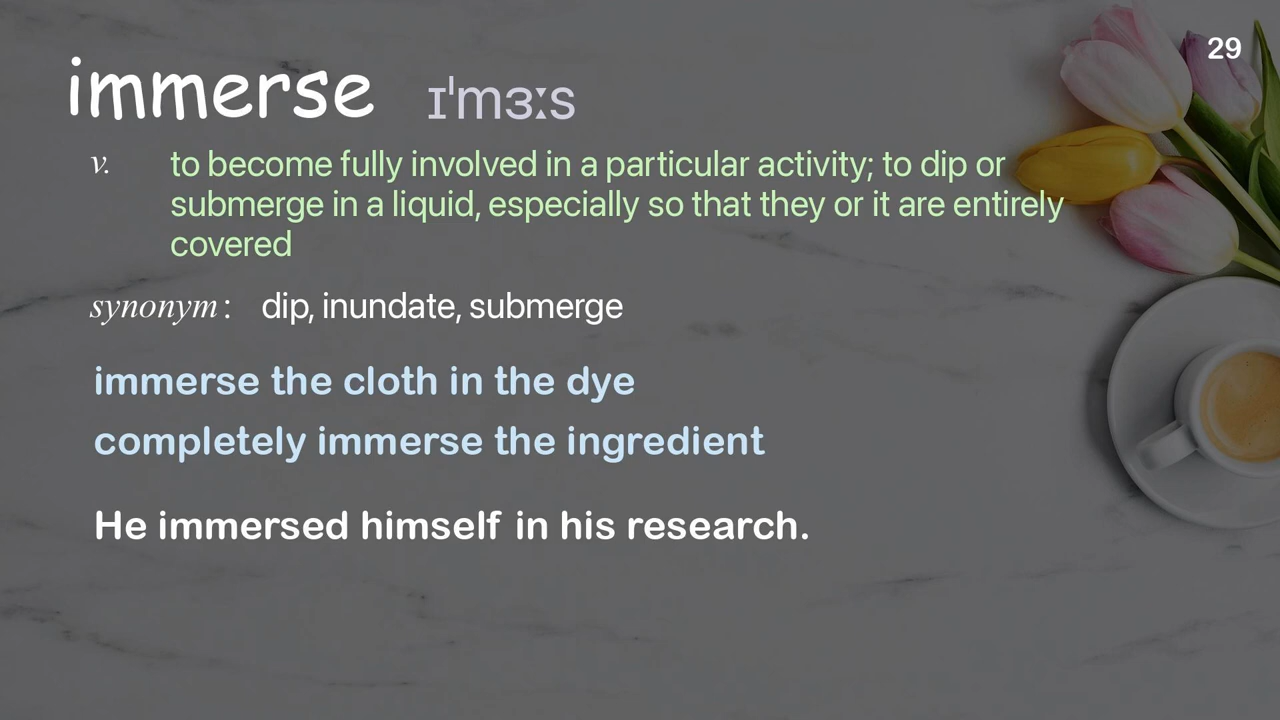 29
immerse ɪˈmɜːs
v. to become fully involved in a particular activity; to dip or
submerge in a liquid, especially so that they or it are entirely
covered
synonym: dip, inundate, submerge
immerse the cloth in the dye
completely immerse the ingredient
He immersed himself in his research.